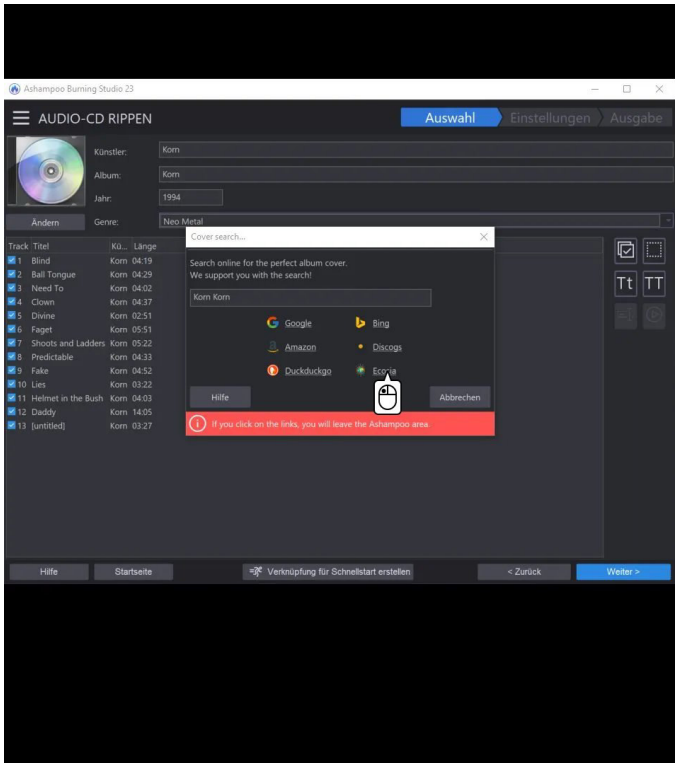 Ashampoo Burning Studio 23
AUDIO-CD RIPPEN
Auswahl
Einstellungen
Ausgabe
Künstler: Korn
Album: Korn
Jahr: 1994
Ändern
Genre: Neo Metal
Track Titel Kü... Länge
1 Blind Korn 04:19
2 Ball Tongue Korn 04:29
3 Need To Korn 04:02
4 Clown Korn 04:37
5 Divine Korn 02:51
6 Faget Korn 05:51
7 Shoots and Ladders Korn 05:22
8 Predictable Korn 04:33
9 Fake Korn 04:52
10 Lies Korn 03:22
11 Helmet in the Bush Korn 04:03
12 Daddy Korn 14:05
13 [untitled] Korn 03:27
Cover search...
Search online for the perfect album cover.
We support you with the search!
Korn Korn
Google
Bing
Amazon
Discogs
Duckduckgo
Ecosia
Hilfe
Abbrechen
If you click on the links, you will leave the Ashampoo area.
Tt TT
Hilfe
Startseite
Verknüpfung für Schnellstart erstellen
< Zurück
Weiter >